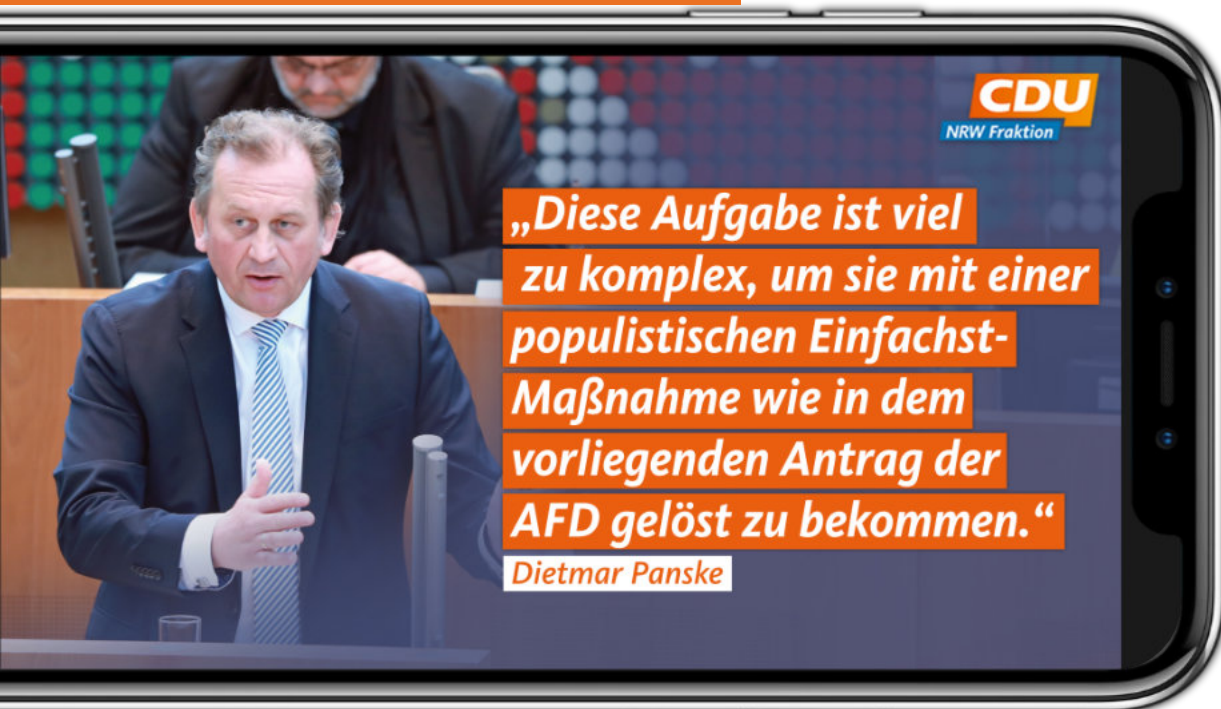 CDU
NRW Fraktion
„Diese Aufgabe ist viel
zu komplex, um sie mit einer
populistischen Einfachst-
Maßnahme wie in dem
vorliegenden Antrag der
AFD gelöst zu bekommen.“
Dietmar Panske